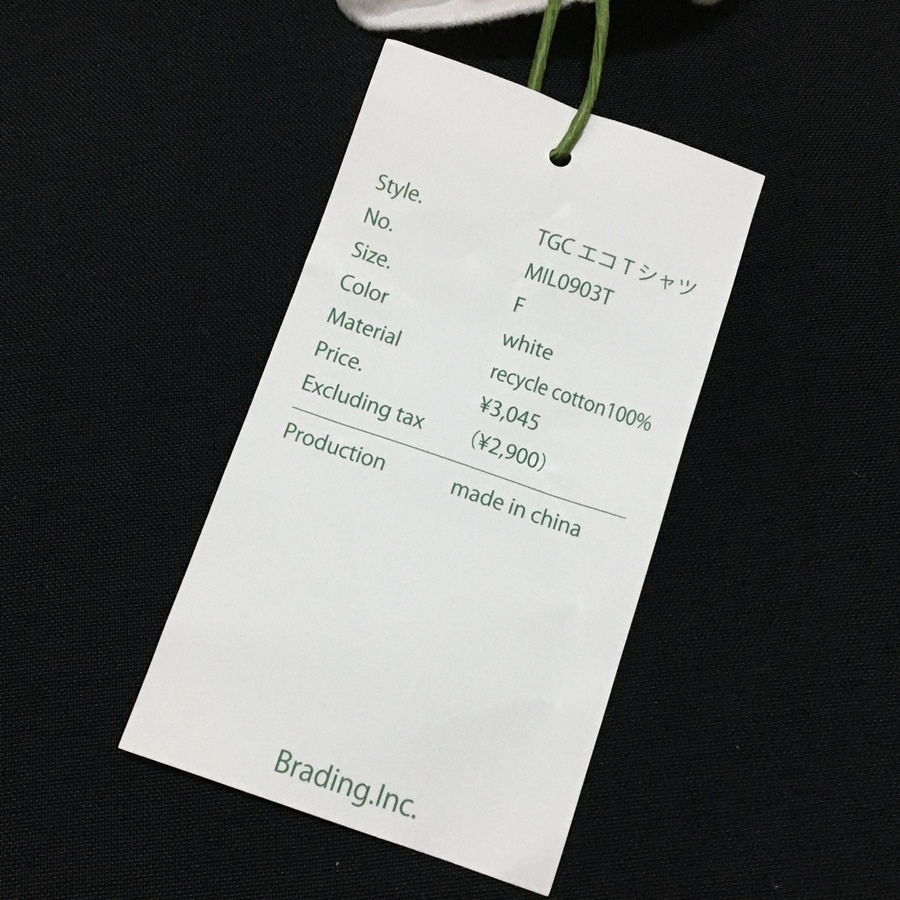 Style. TGC エコ T シャツ
No. MIL0903T
Size. F
Color white
Material recycle cotton100%
Price. ¥3,045
Excluding tax (¥2,900)
Production made in china
Brading.Inc.